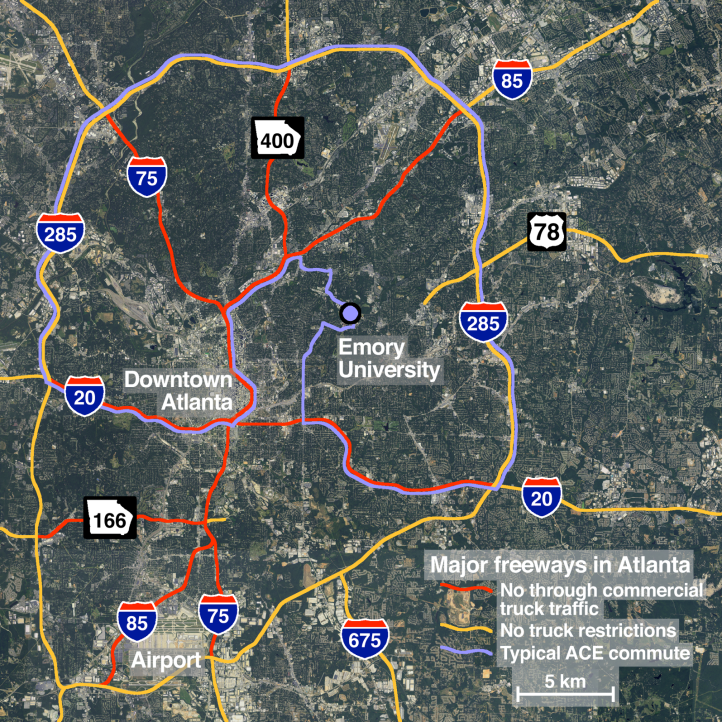 85
400
75
285
78
285
Emory
University
Downtown
Atlanta
20
20
166
Major freeways in Atlanta
No through commercial
truck traffic
No truck restrictions
Typical ACE commute
5 km
85
75
675
Airport